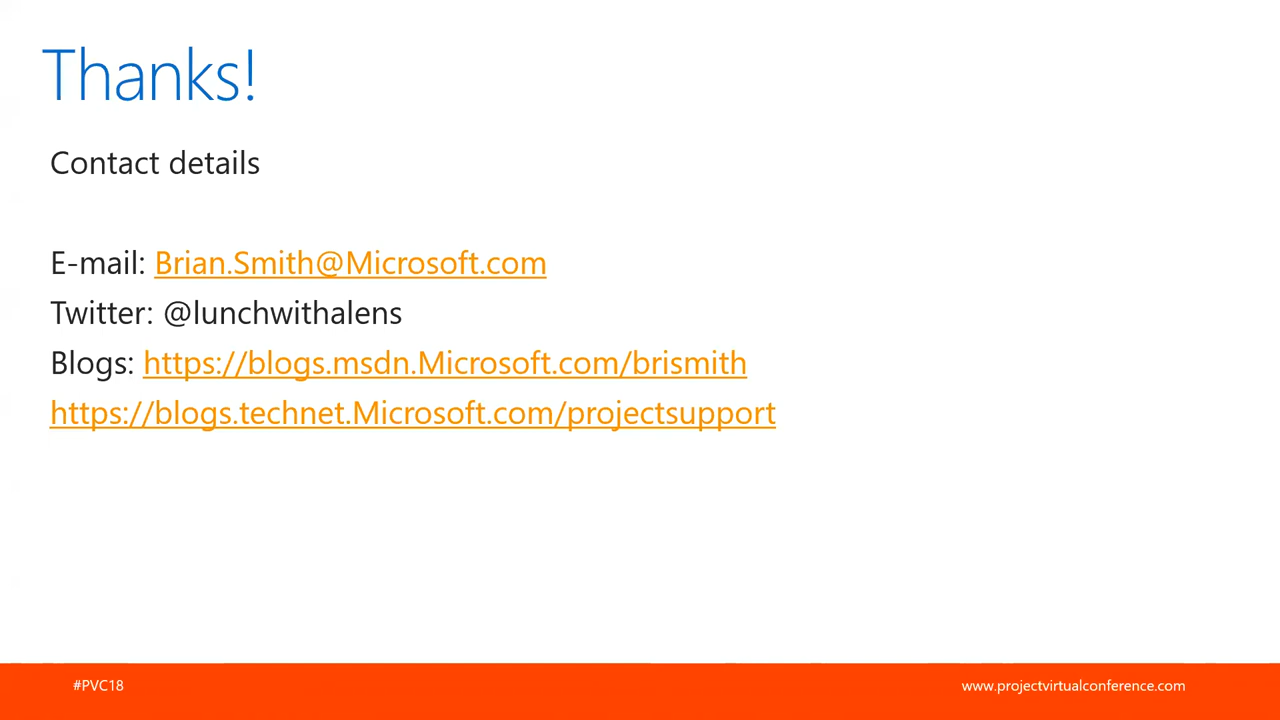 Thanks!
Contact details
E-mail: Brian.Smith@Microsoft.com
Twitter: @lunchwithalens
Blogs: https://blogs.msdn.Microsoft.com/brismith
https://blogs.technet.Microsoft.com/projectsupport
#PVC18
www.projectvirtualconference.com